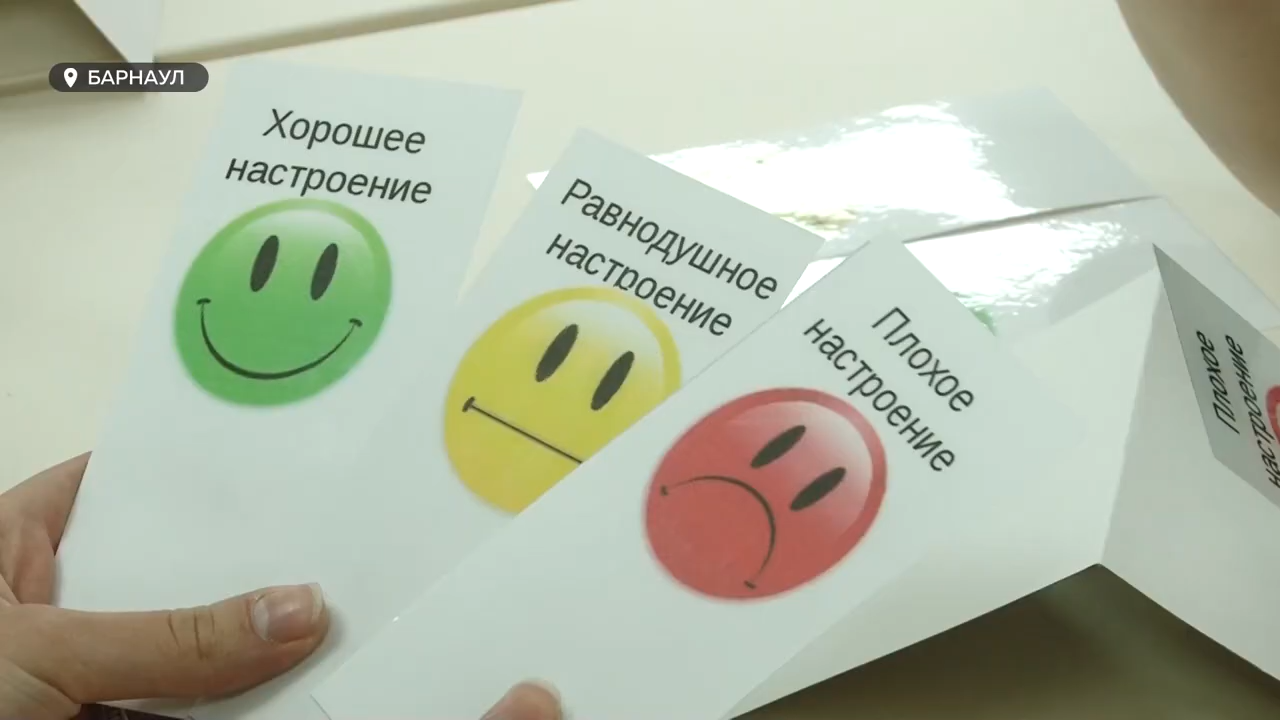 БАРНАУЛ
Хорошее
настроение
Равнодушное
настроение
Плохое
настроение
Плохое
настроение